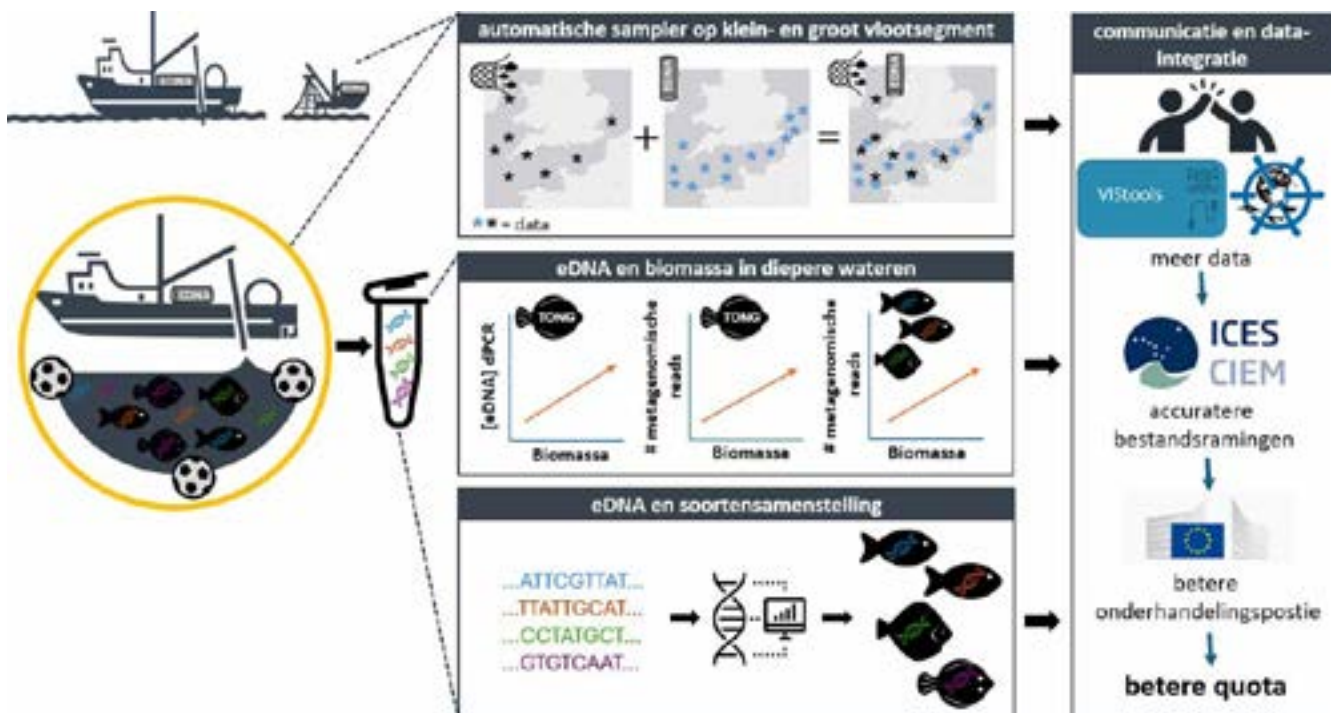 automatische sampler op klein- en groot vlootsegment
+
=
= data
eDNA en biomassa in diepere wateren
[eDNA] dPCR
TONG
Biomassa
# metagenomische
reads
TONG
Biomassa
# metagenomische
reads
Biomassa
eDNA en soortensamenstelling
...ATTCGTTAT...
...TTATTGCAT...
...CCTATGCT...
...GTGTCAAT...
communicatie en data-
integratie
VIStools
meer data
ICES
CIEM
accuratere
bestandsramingen
betere
onderhandelingspostie
betere quota
eDNA